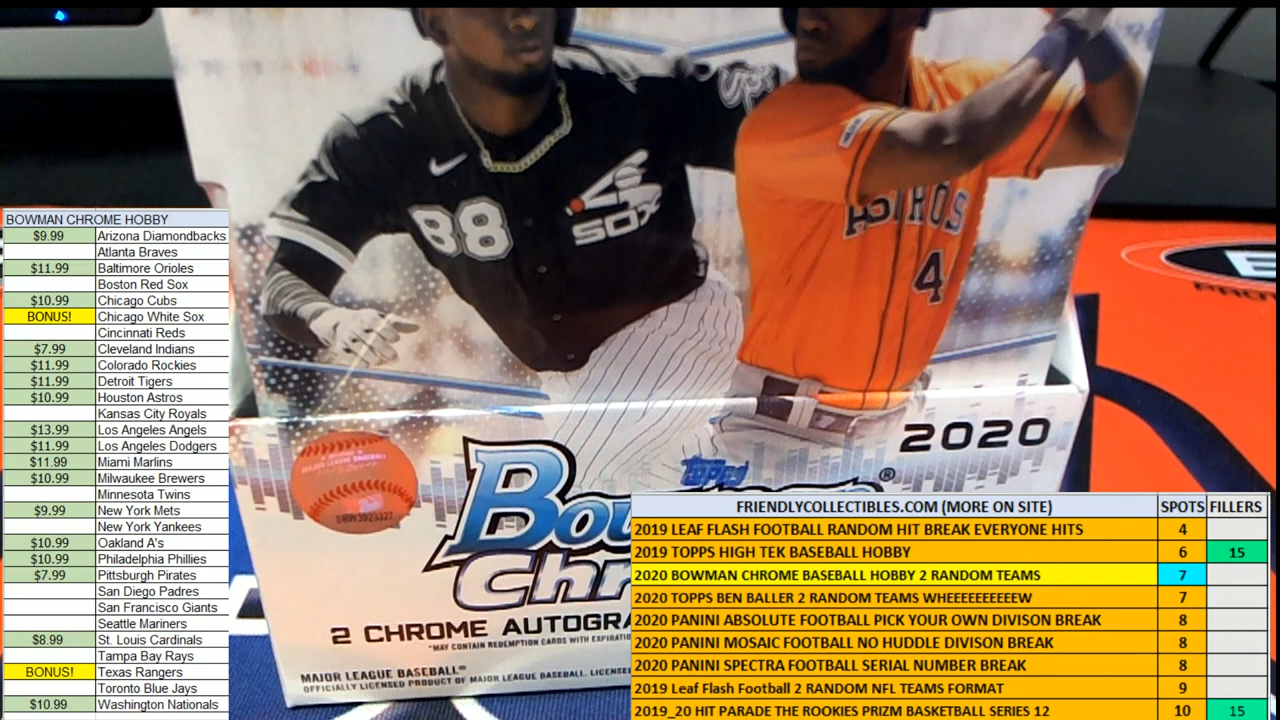 88
SOX
ASTROS
4
2020
topps
®
2 CHROME
*MAY CONTAIN REDEMPTION CARDS WITH
MAJOR LEAGUE BASEBALL®
OFFICIALLY LICENSED PRODUCT OF MAJOR LEAGUE BASEBALL.
BOWMAN CHROME HOBBY
$9.99 Arizona Diamondbacks
Atlanta Braves
$11.99 Baltimore Orioles
Boston Red Sox
$10.99 Chicago Cubs
BONUS! Chicago White Sox
Cincinnati Reds
$7.99 Cleveland Indians
$11.99 Colorado Rockies
$11.99 Detroit Tigers
$10.99 Houston Astros
Kansas City Royals
$13.99 Los Angeles Angels
$11.99 Los Angeles Dodgers
$11.99 Miami Marlins
$10.99 Milwaukee Brewers
Minnesota Twins
$9.99 New York Mets
New York Yankees
$10.99 Oakland A's
$10.99 Philadelphia Phillies
$7.99 Pittsburgh Pirates
San Diego Padres
San Francisco Giants
Seattle Mariners
$8.99 St. Louis Cardinals
Tampa Bay Rays
BONUS! Texas Rangers
Toronto Blue Jays
$10.99 Washington Nationals
FRIENDLYCOLLECTIBLES.COM (MORE ON SITE) SPOTS FILLERS
2019 LEAF FLASH FOOTBALL RANDOM HIT BREAK EVERYONE HITS 4
2019 TOPPS HIGH TEK BASEBALL HOBBY 6 15
2020 BOWMAN CHROME BASEBALL HOBBY 2 RANDOM TEAMS 7
2020 TOPPS BEN BALLER 2 RANDOM TEAMS WHEEEEEEEEEW 7
2020 PANINI ABSOLUTE FOOTBALL PICK YOUR OWN DIVISON BREAK 8
2020 PANINI MOSAIC FOOTBALL NO HUDDLE DIVISON BREAK 8
2020 PANINI SPECTRA FOOTBALL SERIAL NUMBER BREAK 8
2019 Leaf Flash Football 2 RANDOM NFL TEAMS FORMAT 9
2019_20 HIT PARADE THE ROOKIES PRIZM BASKETBALL SERIES 12 10 15